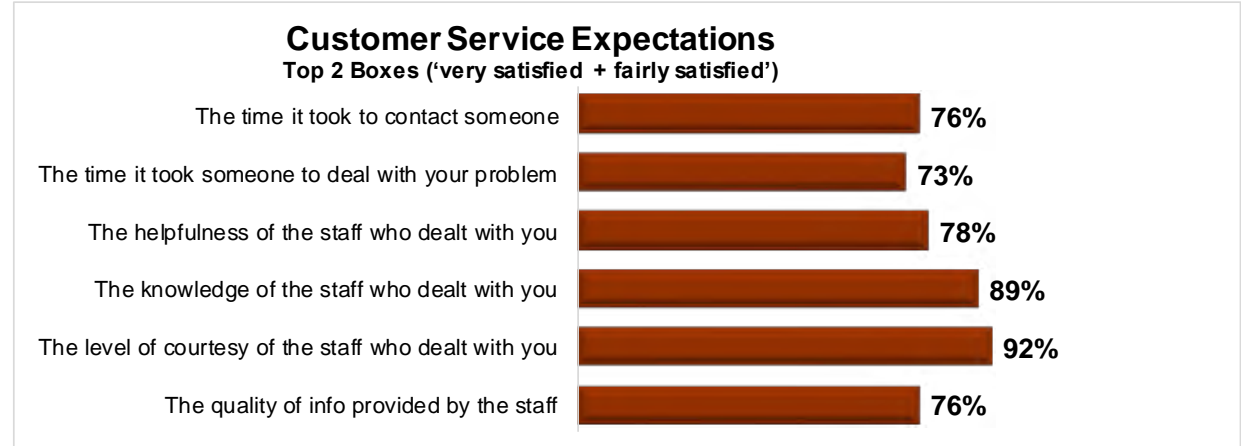 Customer Service Expectations
Top 2 Boxes (‘very satisfied + fairly satisfied’)
The time it took to contact someone 76%
The time it took someone to deal with your problem 73%
The helpfulness of the staff who dealt with you 78%
The knowledge of the staff who dealt with you 89%
The level of courtesy of the staff who dealt with you 92%
The quality of info provided by the staff 76%